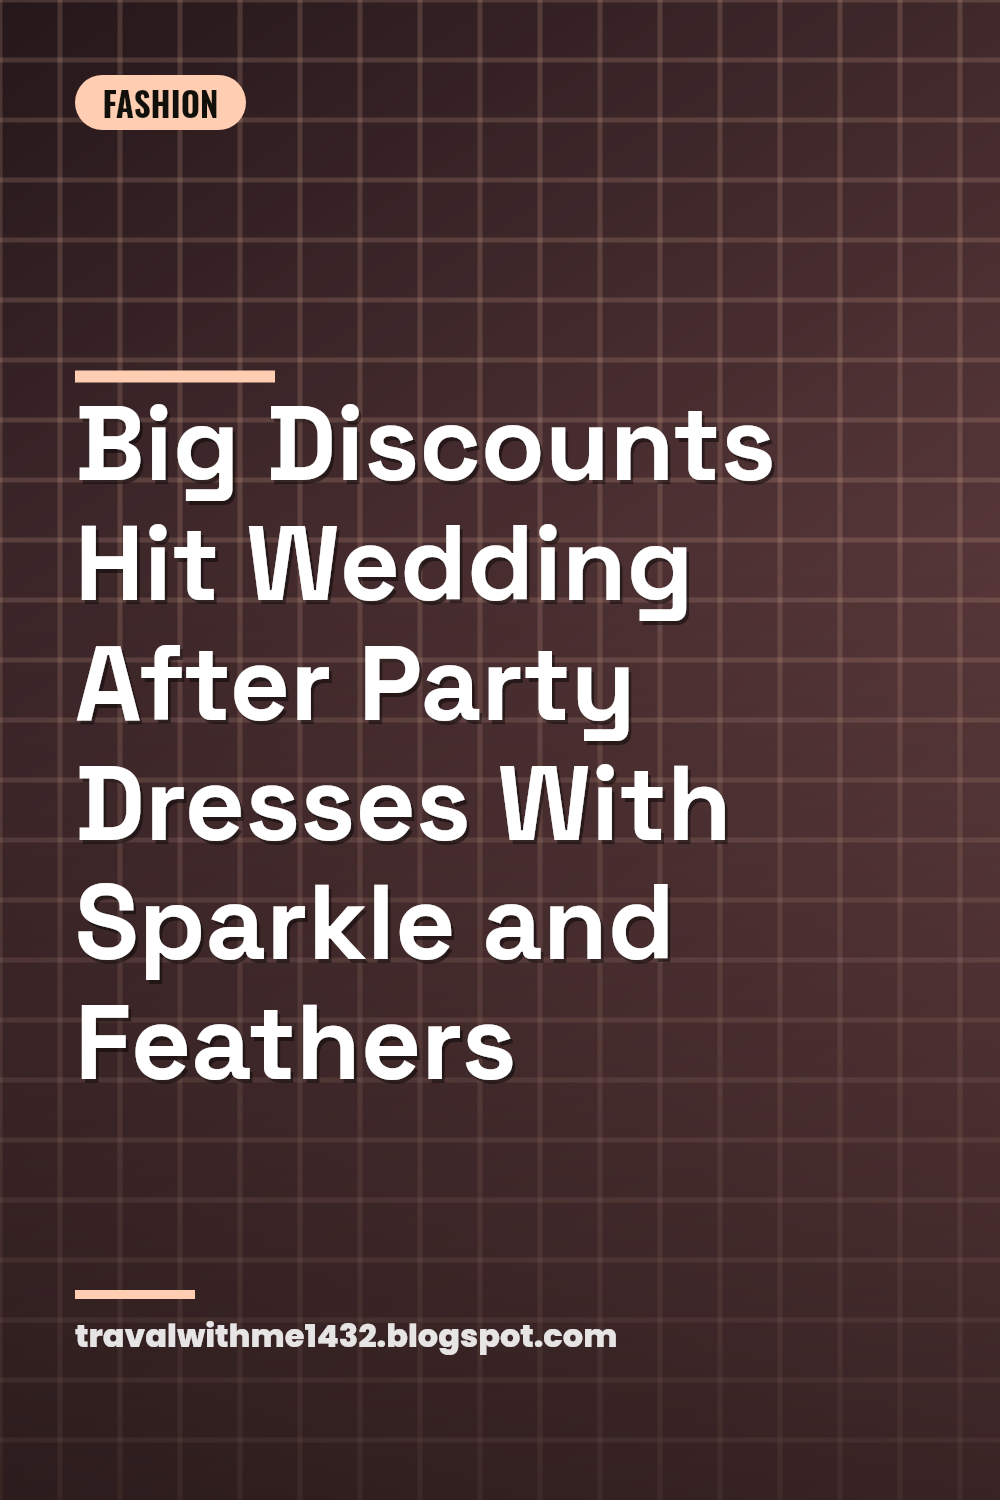 FASHION
Big Discounts
Hit Wedding
After Party
Dresses With
Sparkle and
Feathers
travalwithme1432.blogspot.com